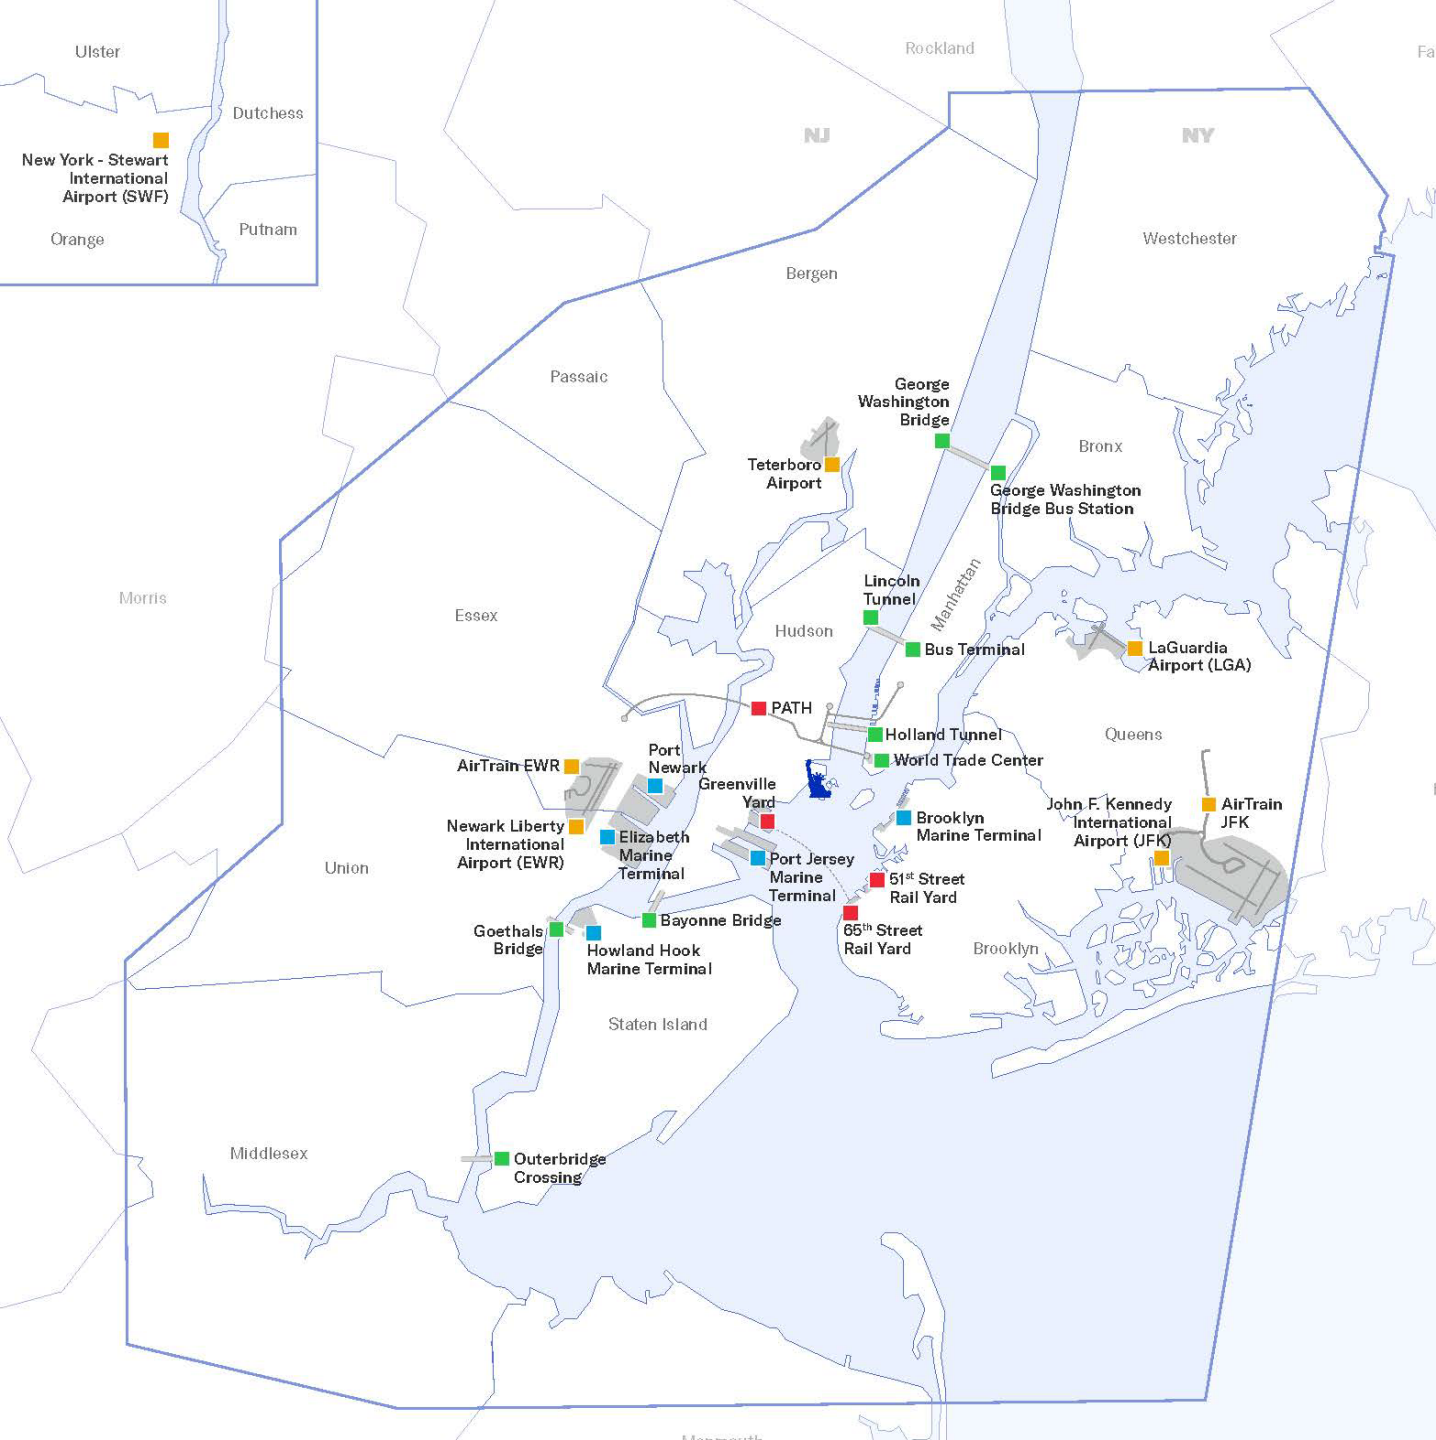 Ulster
Dutchess
New York - Stewart
International
Airport (SWF)
Orange
Putnam
Rockland
Fa
NJ
NY
Westchester
Bergen
Passaic
George
Washington
Bridge
Bronx
Teterboro
Airport
George Washington
Bridge Bus Station
Morris
Essex
Lincoln
Tunnel
Manhattan
Hudson
Bus Terminal
LaGuardia
Airport (LGA)
PATH
Holland Tunnel
World Trade Center
Queens
AirTrain EWR
Port
Newark
Greenville
Yard
Newark Liberty
International
Airport (EWR)
Elizabeth
Marine
Terminal
Brooklyn
Marine Terminal
John F. Kennedy
International
Airport (JFK)
AirTrain
JFK
Union
Port Jersey
Marine
Terminal
51st Street
Rail Yard
65th Street
Rail Yard
Goethals
Bridge
Bayonne Bridge
Howland Hook
Marine Terminal
Brooklyn
Staten Island
Middlesex
Outerbridge
Crossing
Monmouth